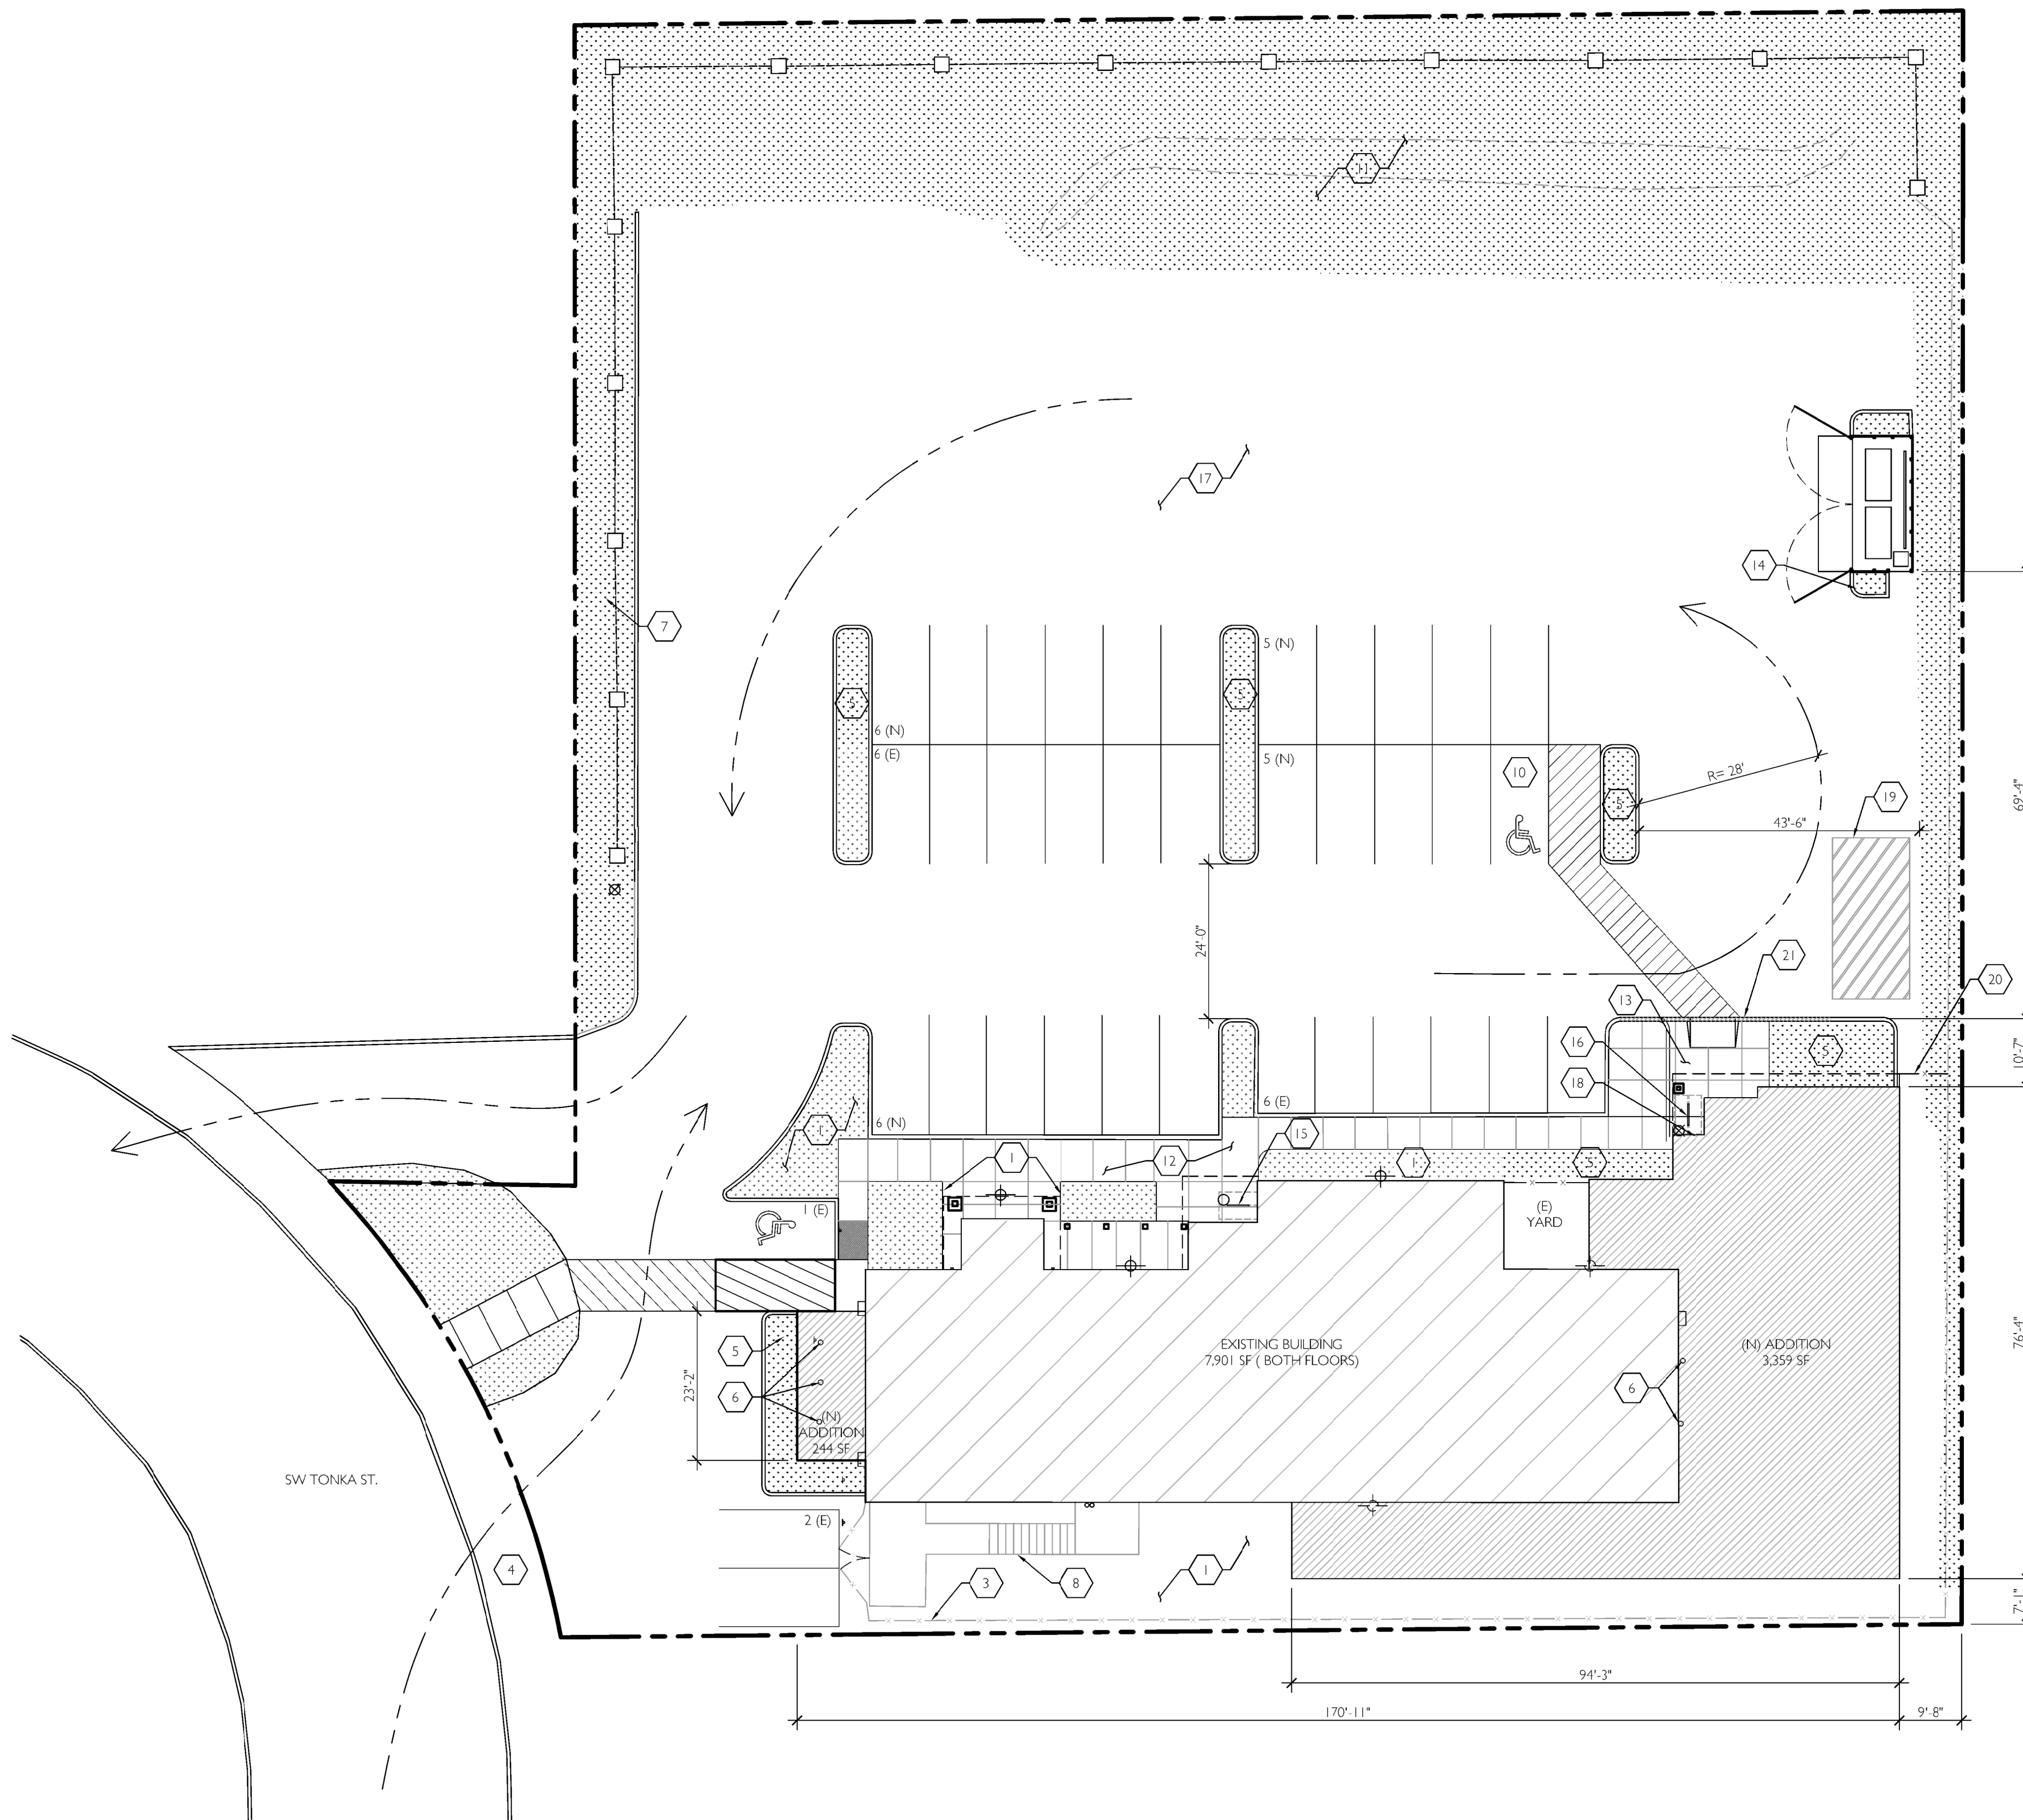 11
17
14
7
5 (N)
5
5
6 (N)
6 (E)
5 (N)
10
R= 28'
5
19
43'-6"
69'-4"
24'-0"
21
20
13
16
5
10'-7"
18
6 (E)
6 (N)
1
15
1
12
1
5
1 (E)
(E)
YARD
5
EXISTING BUILDING
7,901 SF ( BOTH FLOORS)
(N) ADDITION
3,359 SF
76'-4"
23'-2"
6
6
(N)
ADDITION
244 SF
SW TONKA ST.
2 (E)
4
3
8
1
7'-1"
94'-3"
170'-11"
9'-8"